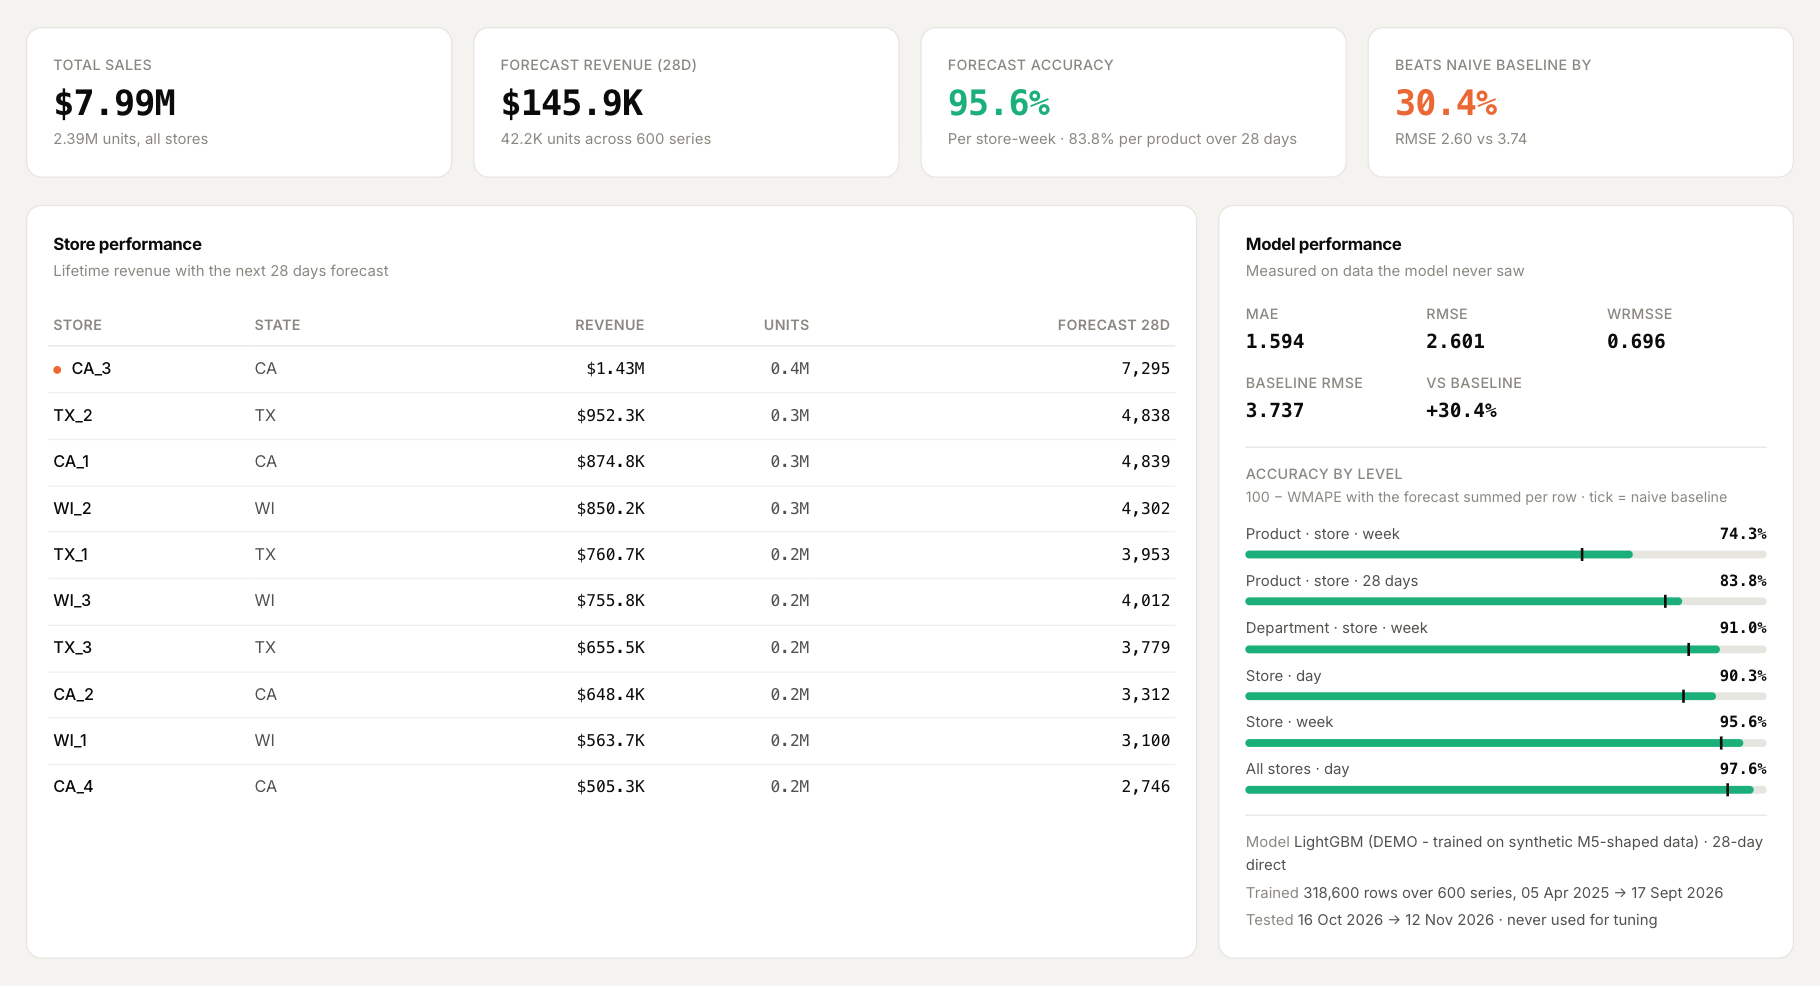 TOTAL SALES
$7.99M
2.39M units, all stores
FORECAST REVENUE (28D)
$145.9K
42.2K units across 600 series
FORECAST ACCURACY
95.6%
Per store-week · 83.8% per product over 28 days
BEATS NAIVE BASELINE BY
30.4%
RMSE 2.60 vs 3.74
Store performance
Lifetime revenue with the next 28 days forecast
STORE STATE REVENUE UNITS FORECAST 28D
CA_3 CA $1.43M 0.4M 7,295
TX_2 TX $952.3K 0.3M 4,838
CA_1 CA $874.8K 0.3M 4,839
WI_2 WI $850.2K 0.3M 4,302
TX_1 TX $760.7K 0.2M 3,953
WI_3 WI $755.8K 0.2M 4,012
TX_3 TX $655.5K 0.2M 3,779
CA_2 CA $648.4K 0.2M 3,312
WI_1 WI $563.7K 0.2M 3,100
CA_4 CA $505.3K 0.2M 2,746
Model performance
Measured on data the model never saw
MAE RMSE WRMSSE
1.594 2.601 0.696
BASELINE RMSE VS BASELINE
3.737 +30.4%
ACCURACY BY LEVEL
100 − WMAPE with the forecast summed per row · tick = naive baseline
Product · store · week 74.3%
Product · store · 28 days 83.8%
Department · store · week 91.0%
Store · day 90.3%
Store · week 95.6%
All stores · day 97.6%
Model LightGBM (DEMO - trained on synthetic M5-shaped data) · 28-day
direct
Trained 318,600 rows over 600 series, 05 Apr 2025 → 17 Sept 2026
Tested 16 Oct 2026 → 12 Nov 2026 · never used for tuning